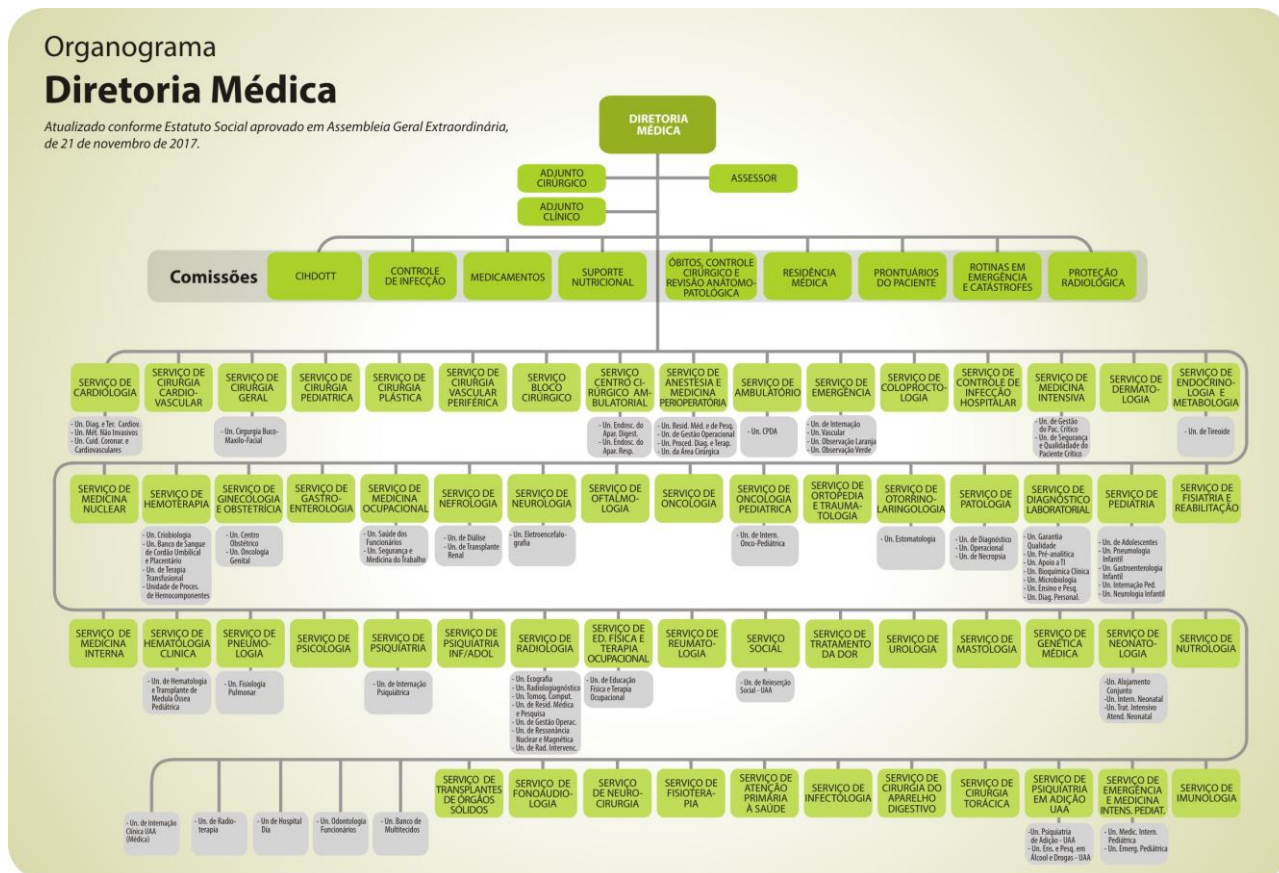 Organograma
Diretoria Médica
Atualizado conforme Estatuto Social aprovado em Assembleia Geral Extraordinária,
de 21 de novembro de 2017.
DIRETORIA
MÉDICA
ADJUNTO
CIRÚRGICO
ASSESSOR
ADJUNTO
CLÍNICO
Comissões
CIHDOTT
CONTROLE
DE INFECÇÃO
MEDICAMENTOS
SUPORTE
NUTRICIONAL
ÓBITOS, CONTROLE
CIRÚRGICO E
REVISÃO ANÁTOMO-
PATOLÓGICA
RESIDÊNCIA
MÉDICA
PRONTUÁRIOS
DO PACIENTE
ROTINAS EM
EMERGÊNCIA
E CATÁSTROFES
PROTEÇÃO
RADIOLÓGICA
SERVIÇO DE
CARDIOLOGIA
- Un. Diag. e Ter. Cardiov.
- Un. Mét. Não Invasivos
- Un. Cuid. Coronar. e
Cardiovasculares
SERVIÇO DE
CIRURGIA
CARDIO-
VASCULAR
SERVIÇO DE
CIRURGIA
GERAL
- Un. Cirgurgia Buco-
Maxilo-Facial
SERVIÇO DE
CIRURGIA
PEDIATRICA
SERVIÇO DE
CIRURGIA
PLÁSTICA
SERVIÇO DE
CIRURGIA
VASCULAR
PERIFÉRICA
SERVIÇO
BLOCO
CIRÚRGICO
SERVIÇO
CENTRO CI-
RÚRGICO AM-
BULATORIAL
- Un. Endosc. do
Apar. Digest.
- Un. Endosc. do
Apar. Resp.
SERVIÇO DE
ANESTESIA E
MEDICINA
PERIOPERATÓRIA
- Un. Resid. Méd. e de Pesq.
- Un. de Gestão Operacional
- Un. Proced. Diag. e Terap.
- Un. da Área Cirúrgica
SERVIÇO DE
AMBULATÓRIO
- Un. CPDA
SERVIÇO DE
EMERGÊNCIA
- Un. de Internação
- Un. Vascular
- Un. Observação Laranja
- Un. Observação Verde
SERVIÇO DE
COLOPROCTO-
LOGIA
SERVIÇO DE
CONTROLE DE
INFECÇÃO
HOSPITALAR
SERVIÇO DE
MEDICINA
INTENSIVA
- Un. de Gestão
do Pac. Crítico
- Un. de Segurança
e Qualidadade do
Paciente Crítico
SERVIÇO DE
DERMATO-
LOGIA
SERVIÇO DE
ENDOCRINO-
LOGIA E
METABOLOGIA
- Un. de Tireoide
SERVIÇO DE
MEDICINA
NUCLEAR
SERVIÇO DE
HEMOTERAPIA
- Un. Criobiologia
- Un. Banco de Sangue
de Cordão Umbilical
e Placentário
- Un. de Terapia
Transfusional
- Unidade de Proces.
de Hemocomponentes
SERVIÇO DE
GINECOLOGIA
E OBSTETRÍCIA
- Un. Centro
Obstétrico
- Un. Oncologia
Genital
SERVIÇO DE
GASTRO-
ENTEROLOGIA
SERVIÇO DE
MEDICINA
OCUPACIONAL
- Un. Saúde dos
Funcionários
- Un. Segurança e
Medicina do Trabalho
SERVIÇO DE
NEFROLOGIA
- Un. de Diálise
- Un. de Transplante
Renal
SERVIÇO DE
NEUROLOGIA
- Un. Eletroencefalo-
grafia
SERVIÇO DE
OFTALMO-
LOGIA
SERVIÇO DE
ONCOLOGIA
SERVIÇO DE
ONCOLOGIA
PEDIATRICA
- Un. de Intern.
Onco-Pediátrica
SERVIÇO DE
ORTOPEDIA
E TRAUMA-
TOLOGIA
SERVIÇO DE
OTORRINO-
LARINGOLOGIA
- Un. Estomatologia
SERVIÇO DE
PATOLOGIA
- Un. de Diagnóstico
- Un. Operacional
- Un. de Necropsia
SERVIÇO DE
DIAGNÓSTICO
LABORATORIAL
- Un. Garantia
Qualidade
- Un. Pré-analítica
- Un. Apoio a TI
- Un. Bioquímica Clínica
- Un. Microbiologia
- Un. Ensino e Pesq.
- Un. Diag. Personal.
SERVIÇO DE
PEDIATRIA
- Un. de Adolescentes
- Un. Pneumologia
Infantil
- Un. Gastroenterologia
Infantil
- Un. Internação Ped.
- Un. Neurologia Infantil
SERVIÇO DE
FISIATRIA E
REABILITAÇÃO
SERVIÇO DE
MEDICINA
INTERNA
SERVIÇO DE
HEMATOLOGIA
CLINICA
- Un. de Hematologia
e Transplante de
Medula Óssea
Pediátrica
SERVIÇO DE
PNEUMO-
LOGIA
- Un. Fisiologia
Pulmonar
SERVIÇO DE
PSICOLOGIA
SERVIÇO DE
PSIQUIATRIA
- Un. de Internação
Psiquiátrica
SERVIÇO DE
PSIQUIATRIA
INF/ADOL
SERVIÇO DE
RADIOLOGIA
- Un. Ecografia
- Un. Radiologiagnóstico
- Un. Tomog. Comput.
- Un. de Resid. Médica
e Pesquisa
- Un. de Gestão Operac.
- Un. de Ressonância
Nuclear e Magnética
- Un. de Rad. Intervenc.
SERVIÇO DE
ED. FÍSICA E
TERAPIA
OCUPACIONAL
- Un. de Educação
Física e Terapia
Ocupacional
SERVIÇO DE
REUMATO-
LOGIA
SERVIÇO
SOCIAL
- Un. de Reinserção
Social - UAA
SERVIÇO DE
TRATAMENTO
DA DOR
SERVIÇO DE
UROLOGIA
SERVIÇO DE
MASTOLOGIA
SERVIÇO DE
GENÉTICA
MÉDICA
SERVIÇO DE
NEONATO-
LOGIA
-Un. Alojamento
Conjunto
-Un. Intern. Neonatal
-Un. Trat. Intensivo
Atend. Neonatal
SERVIÇO DE
NUTROLOGIA
- Un. de Internação
Clínica UAA
(Médica)
- Un. de Radio-
terapia
- Un de Hospital
Dia
- Un. Odontologia
Funcionários
- Un. Banco de
Multitecidos
SERVIÇO DE
TRANSPLANTES
DE ÓRGÃOS
SÓLIDOS
SERVIÇO DE
FONOÁUDIO-
LOGIA
SERVIÇO
DE NEURO-
CIRURGIA
SERVIÇO DE
FISIOTERA-
PIA
SERVIÇO DE
ATENÇÃO
PRIMÁRIA
À SAÚDE
SERVIÇO DE
INFECTÓLOGIA
SERVIÇO DE
CIRURGIA DO
APARELHO
DIGESTIVO
SERVIÇO DE
CIRURGIA
TORÁCICA
SERVIÇO DE
PSIQUIATRIA
EM ADIÇÃO
UAA
-Un. Psiquiatria
de Adição - UAA
- Un. Ens. e Pesq. em
Álcool e Drogas - UAA
SERVIÇO DE
EMERGÊNCIA
E MEDICINA
INTENS. PEDIAT.
- Un. Medic. Intern.
Pediátrica
- Un. Emerg. Pediátrica
SERVIÇO DE
IMUNOLOGIA